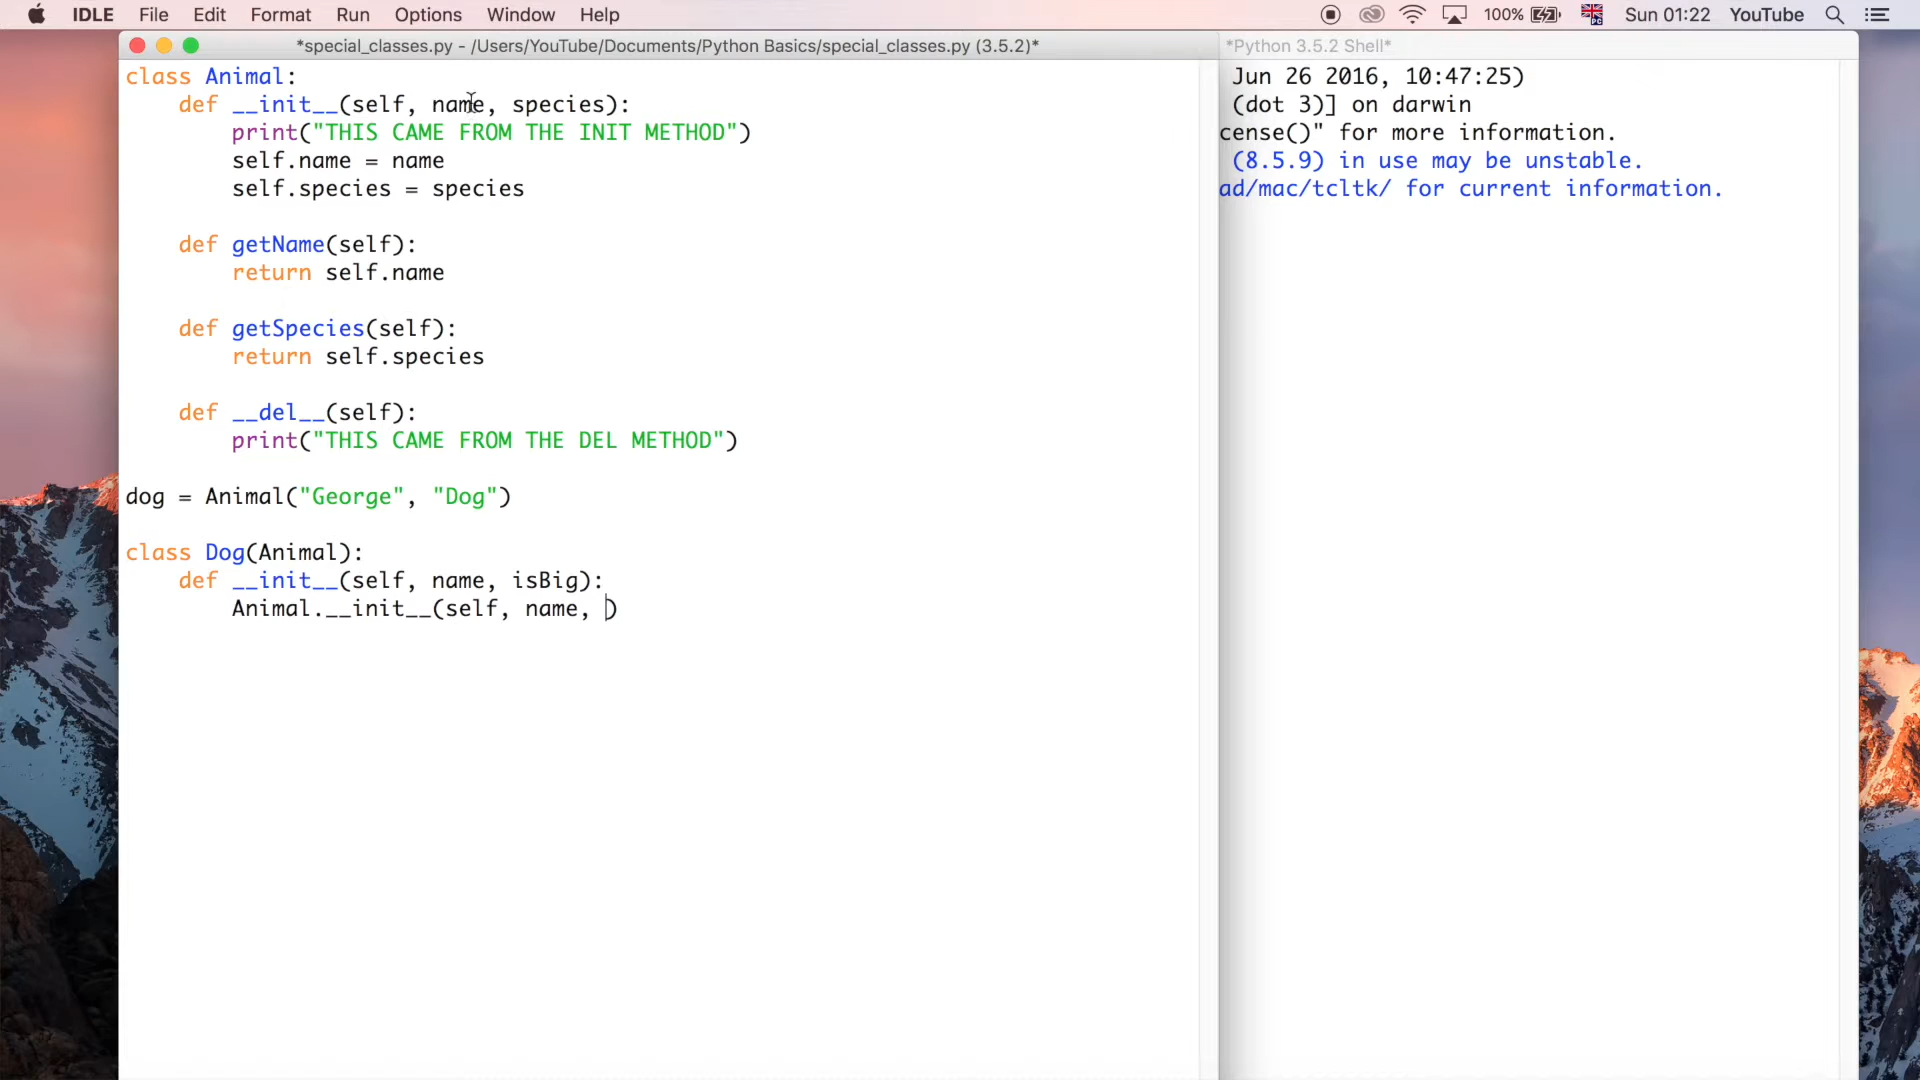 IDLE File Edit Format Run Options Window Help 100% Sun 01:22 YouTube
*special_classes.py - /Users/YouTube/Documents/Python Basics/special_classes.py (3.5.2)*
class Animal:
    def __init__(self, name, species):
        print("THIS CAME FROM THE INIT METHOD")
        self.name = name
        self.species = species
    def getName(self):
        return self.name
    def getSpecies(self):
        return self.species
    def __del__(self):
        print("THIS CAME FROM THE DEL METHOD")
dog = Animal("George", "Dog")
class Dog(Animal):
    def __init__(self, name, isBig):
        Animal.__init__(self, name, )
*Python 3.5.2 Shell*
Jun 26 2016, 10:47:25)
(dot 3)] on darwin
cense()" for more information.
(8.5.9) in use may be unstable.
ad/mac/tcltk/ for current information.